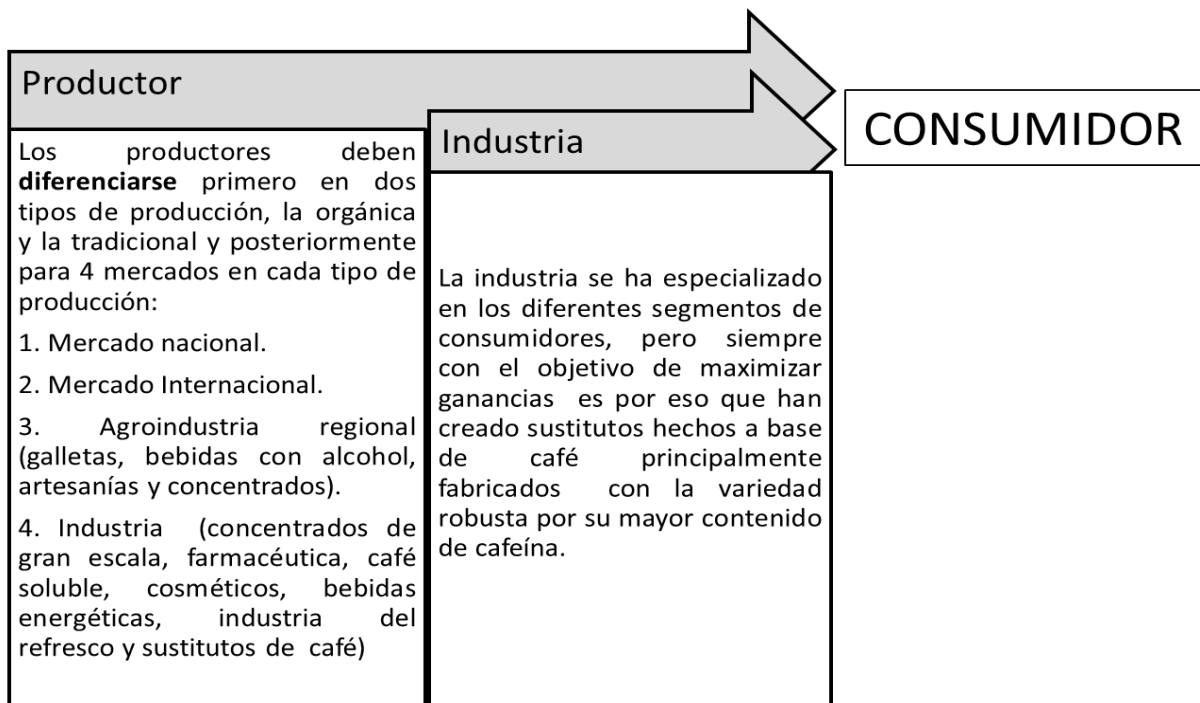 Productor
Los productores deben
diferenciarse primero en dos
tipos de producción, la orgánica
y la tradicional y posteriormente
para 4 mercados en cada tipo de
producción:
1. Mercado nacional.
2. Mercado Internacional.
3. Agroindustria regional
(galletas, bebidas con alcohol,
artesanías y concentrados).
4. Industria (concentrados de
gran escala, farmacéutica, café
soluble, cosméticos, bebidas
energéticas, industria del
refresco y sustitutos de café)
Industria
La industria se ha especializado
en los diferentes segmentos de
consumidores, pero siempre
con el objetivo de maximizar
ganancias es por eso que han
creado sustitutos hechos a base
de café principalmente
fabricados con la variedad
robusta por su mayor contenido
de cafeína.
CONSUMIDOR